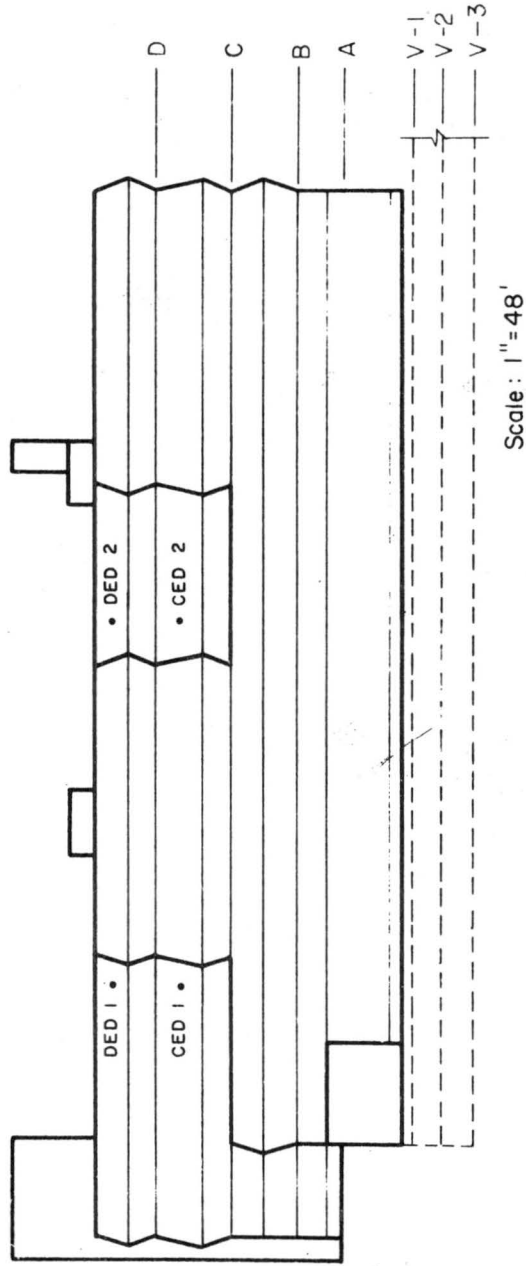 D
C
B
A
V-1
V-2
V-3
DED 1
CED 1
DED 2
CED 2
Scale: 1"=48'